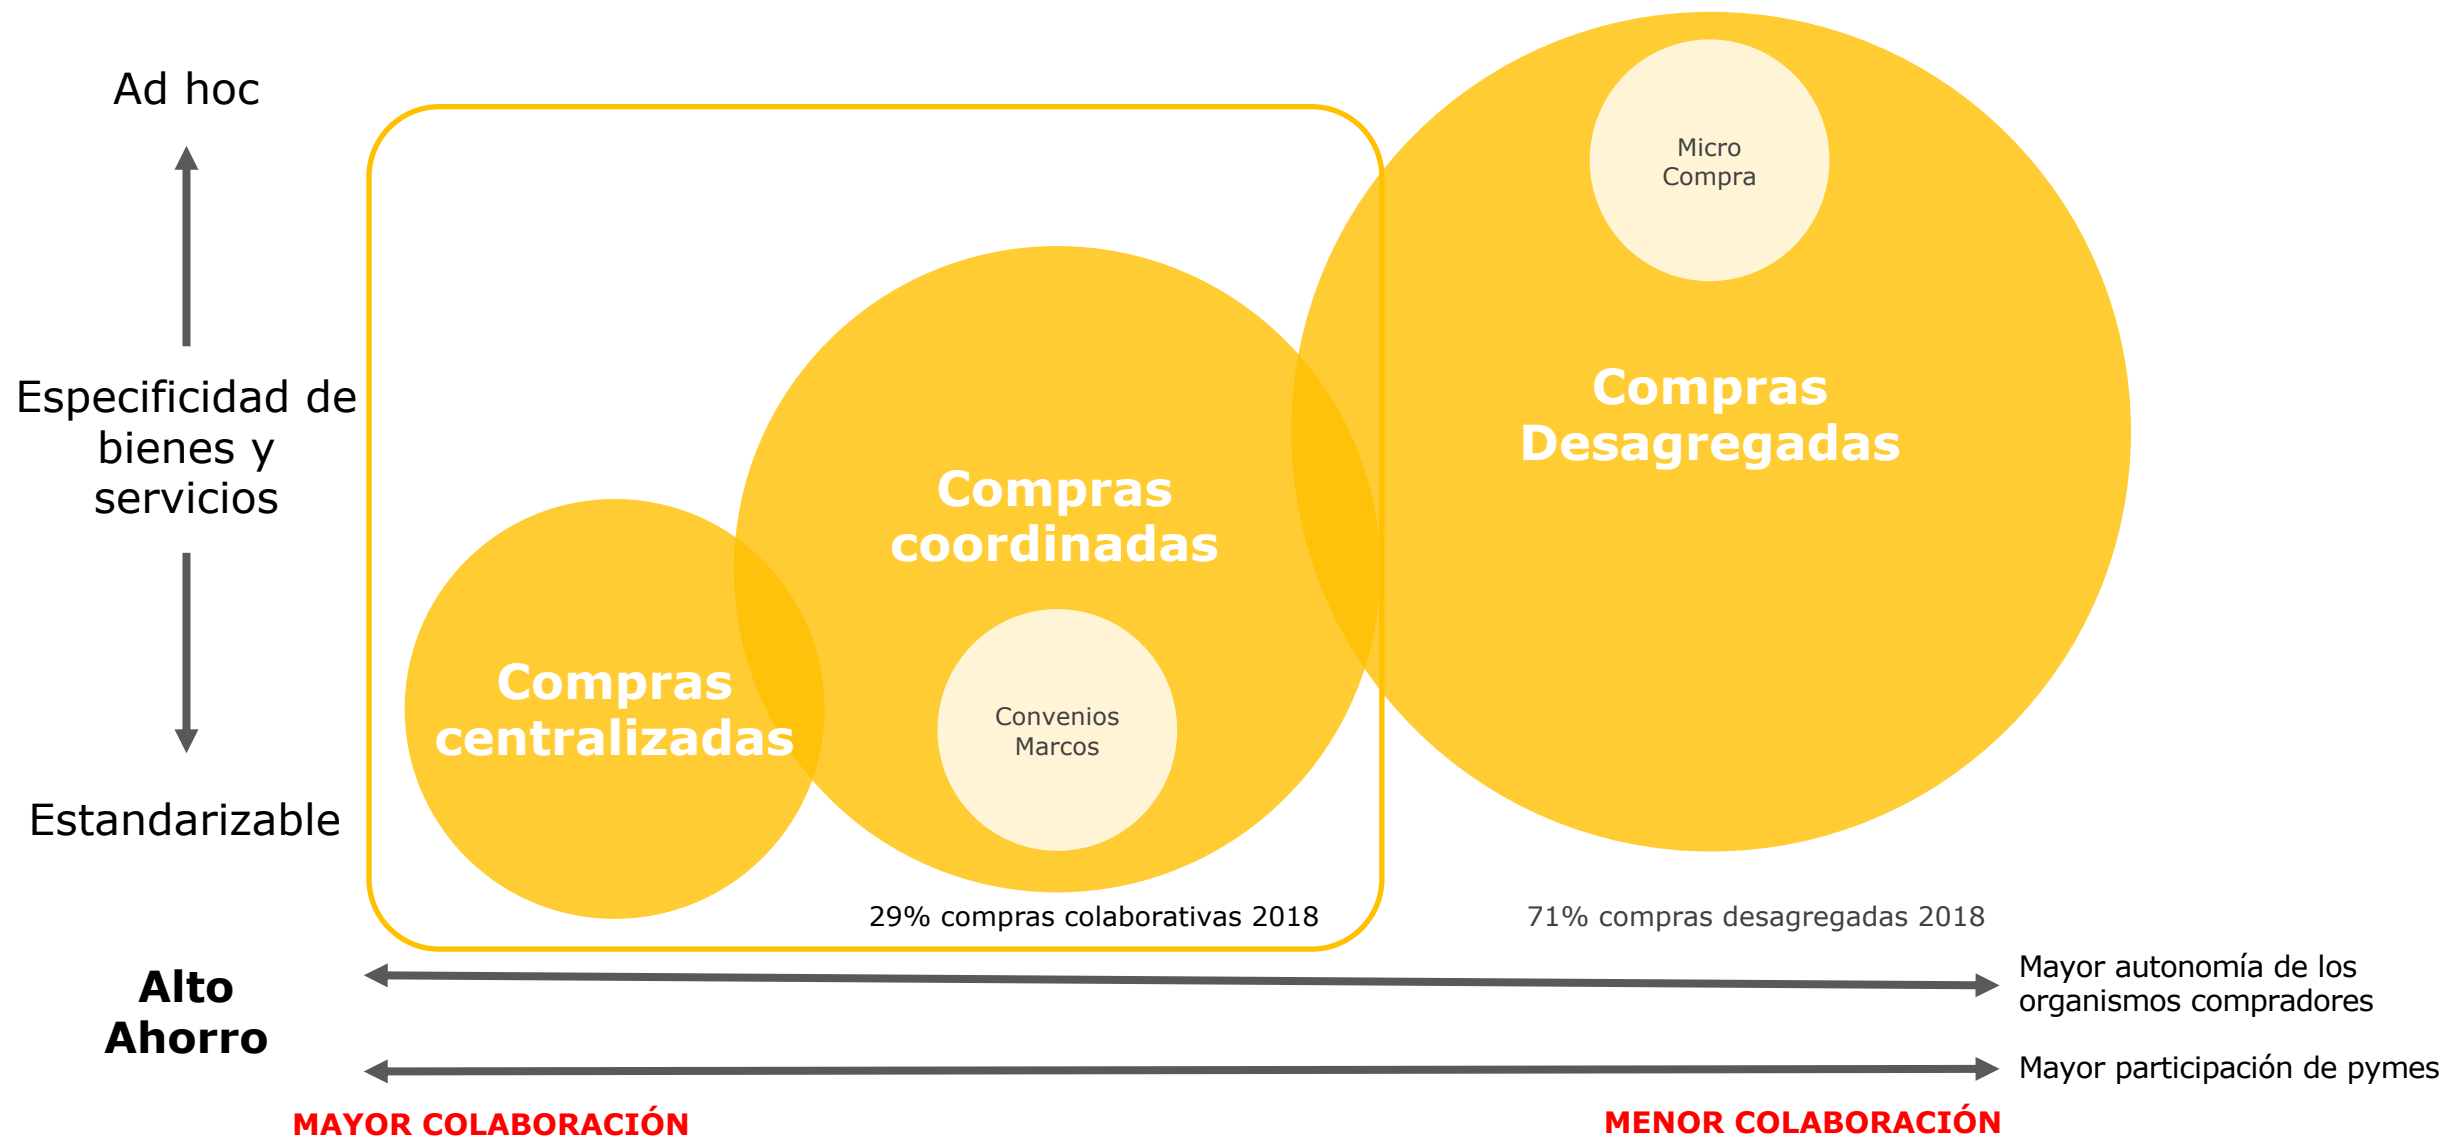 Ad hoc
Especificidad de
bienes y
servicios
Estandarizable
Micro
Compra
Compras
Desagregadas
Compras
coordinadas
Convenios
Marcos
Compras
centralizadas
29% compras colaborativas 2018
71% compras desagregadas 2018
Alto
Ahorro
Mayor autonomía de los
organismos compradores
Mayor participación de pymes
MAYOR COLABORACIÓN
MENOR COLABORACIÓN